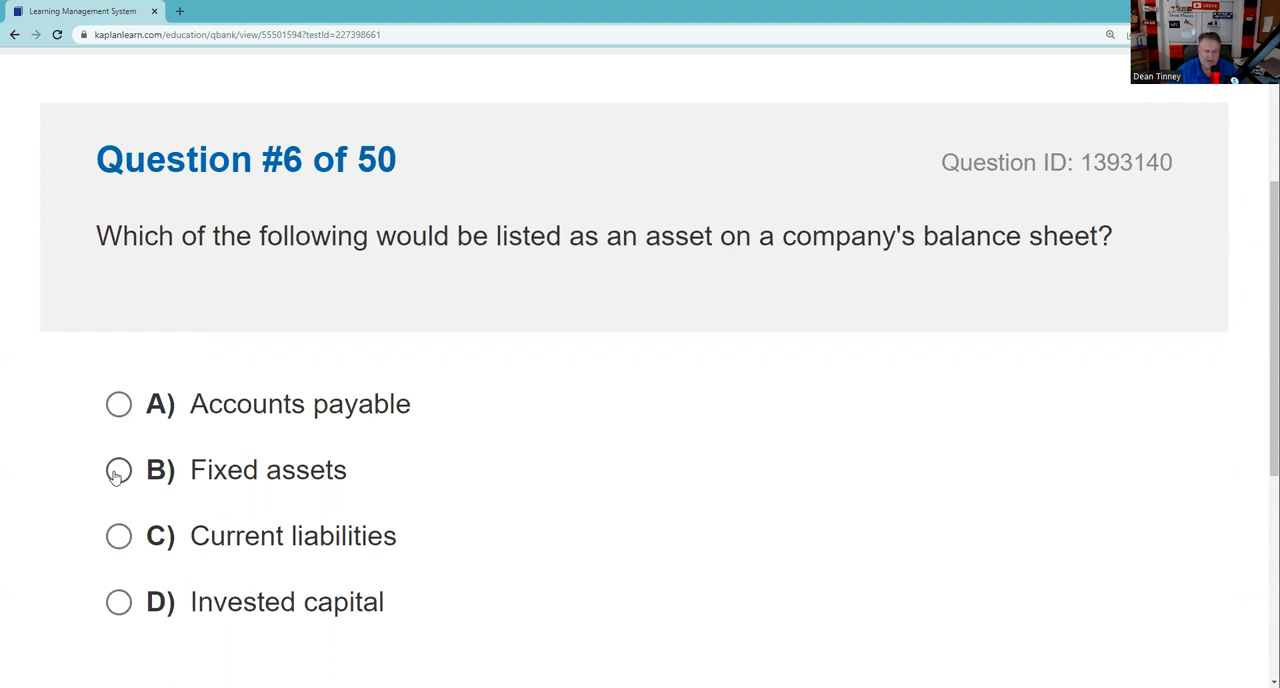 Learning Management System
kaplanlearn.com/education/qbank/view/55501594?testId=227398661
Dean Tinney
Question #6 of 50
Question ID: 1393140
Which of the following would be listed as an asset on a company's balance sheet?
A) Accounts payable
B) Fixed assets
C) Current liabilities
D) Invested capital